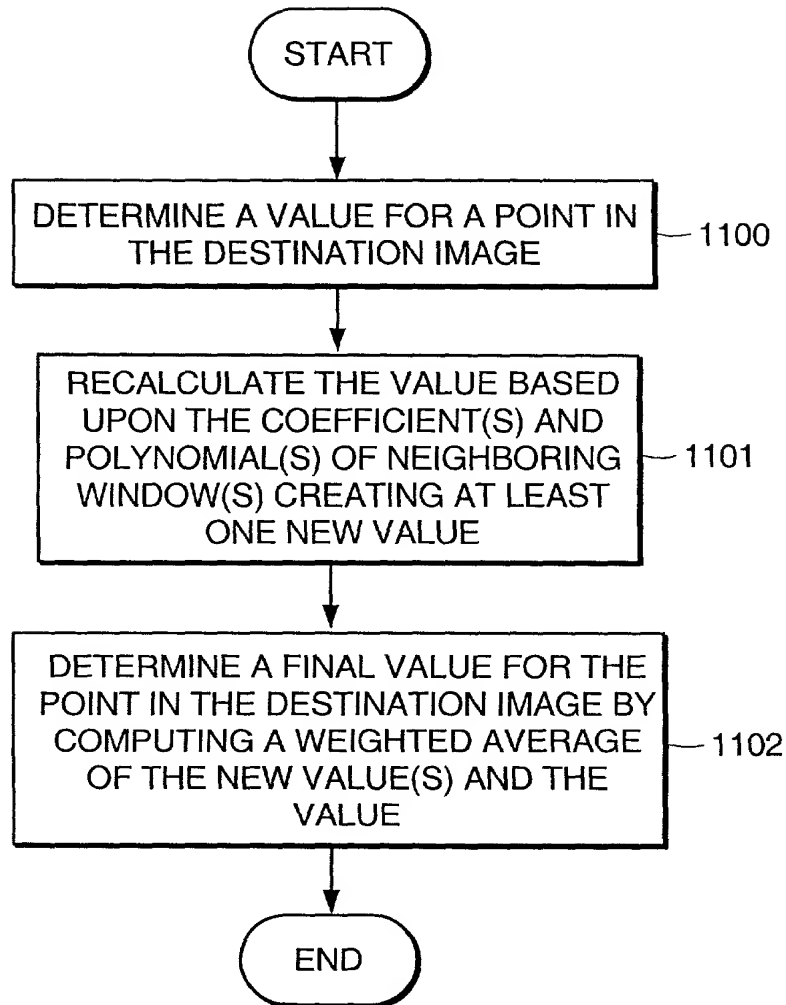 START
DETERMINE A VALUE FOR A POINT IN
THE DESTINATION IMAGE
1100
RECALCULATE THE VALUE BASED
UPON THE COEFFICIENT(S) AND
POLYNOMIAL(S) OF NEIGHBORING
WINDOW(S) CREATING AT LEAST
ONE NEW VALUE
1101
DETERMINE A FINAL VALUE FOR THE
POINT IN THE DESTINATION IMAGE BY
COMPUTING A WEIGHTED AVERAGE
OF THE NEW VALUE(S) AND THE
VALUE
1102
END